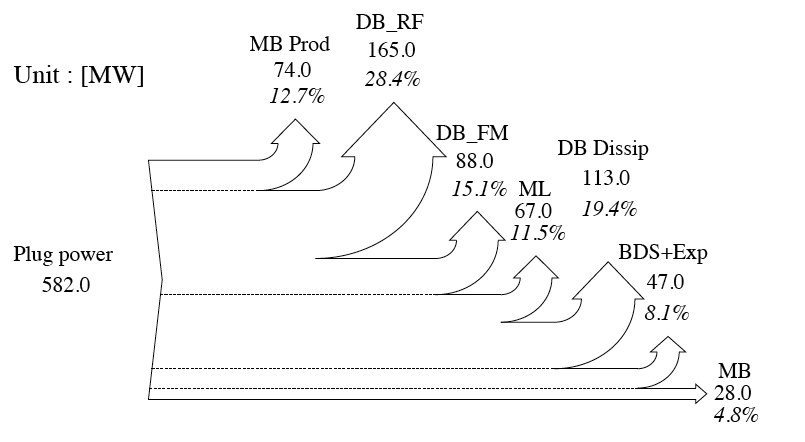 Unit : [MW]
MB Prod
74.0
12.7%
DB_RF
165.0
28.4%
DB_FM
88.0
15.1%
ML
67.0
11.5%
DB Dissip
113.0
19.4%
BDS+Exp
47.0
8.1%
Plug power
582.0
MB
28.0
4.8%